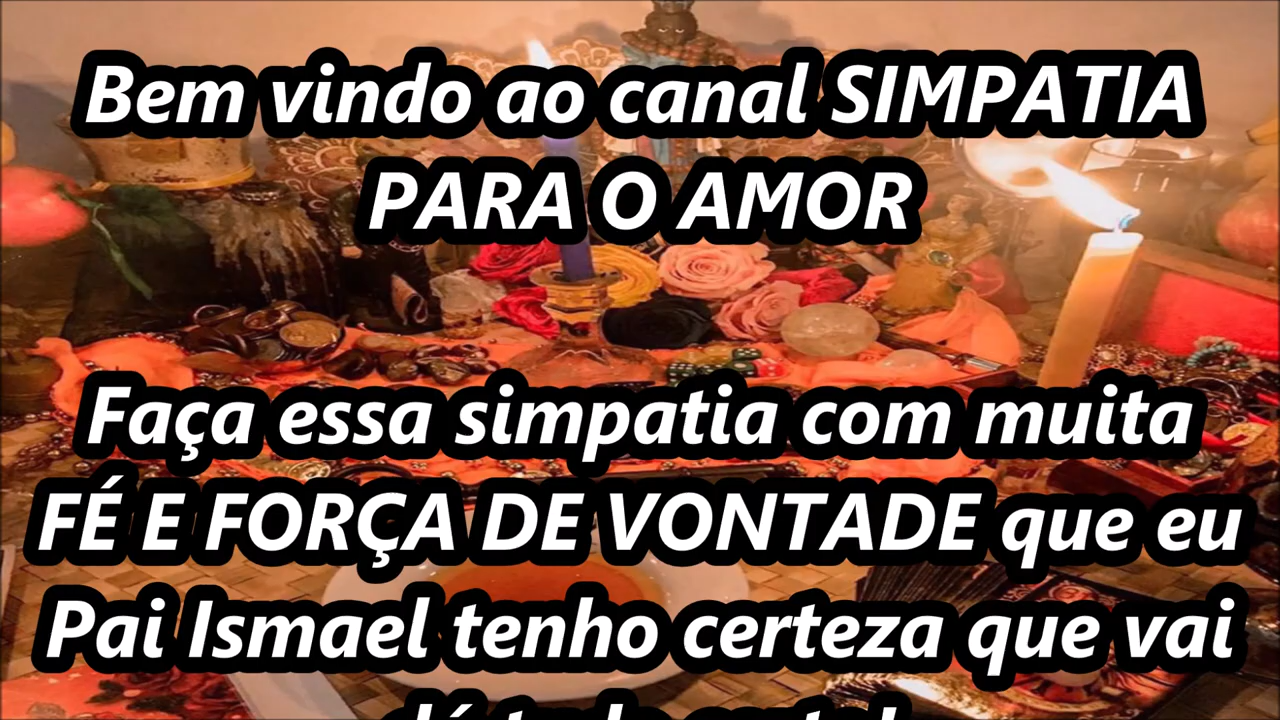 Bem vindo ao canal SIMPATIA
PARA O AMOR
Faça essa simpatia com muita
FÉ E FORÇA DE VONTADE que eu
Pai Ismael tenho certeza que vai